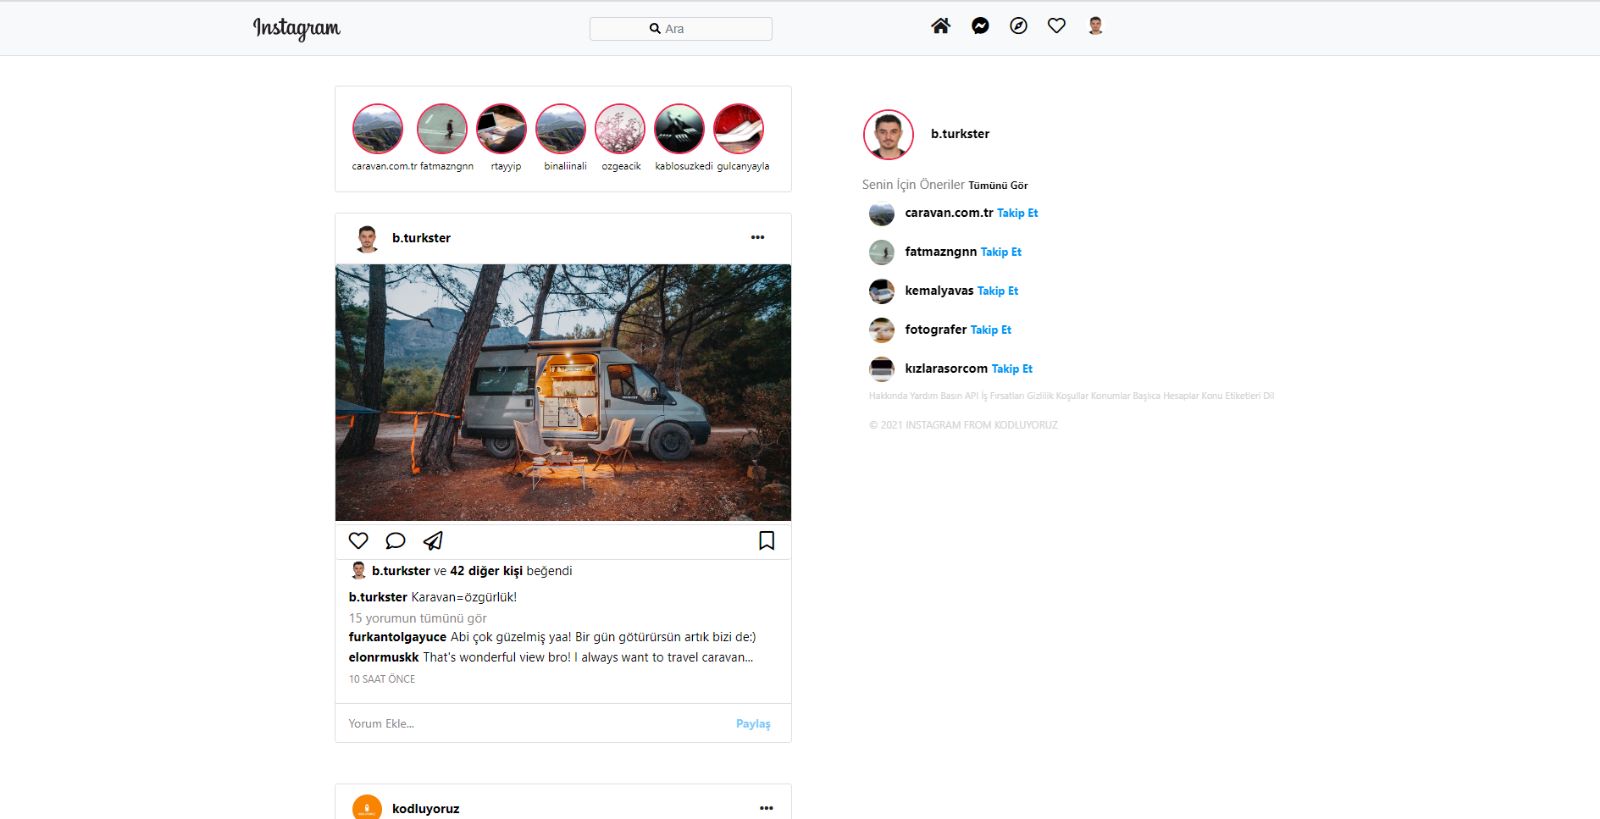 Instagram
Ara
caravan.com.tr fatmazngnn rtayyip binaliinali ozgeacik kablosuzkedi gulcanyayla
b.turkster
b.turkster ve 42 diğer kişi beğendi
b.turkster Karavan=özgürlük!
15 yorumun tümünü gör
furkantolgayuce Abi çok güzelmiş yaa! Bir gün götürürsün artık bizi de:)
elonrmuskk That's wonderful view bro! I always want to travel caravan...
10 SAAT ÖNCE
Yorum Ekle... Paylaş
kodluyoruz
b.turkster
Senin İçin Öneriler Tümünü Gör
caravan.com.tr Takip Et
fatmazngnn Takip Et
kemalyavas Takip Et
fotografer Takip Et
kızlarasorcom Takip Et
Hakkında Yardım Basın API İş Fırsatları Gizlilik Koşullar Konumlar Başlıca Hesaplar Konu Etiketleri Dil
© 2021 INSTAGRAM FROM KODLUYORUZ